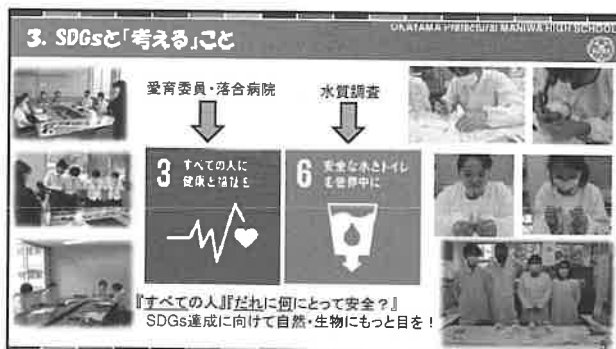 3. SDGsと「考える」こと
OKAYAMA Prefectural MANIWA HIGH SCHOOL
愛育委員・落合病院
水質調査
3 すべての人に
健康と福祉を
6 安全な水とトイレ
を世界中に
『すべての人』『だれに何にとって安全?』
SDGs達成に向けて自然・生物にもっと目を!